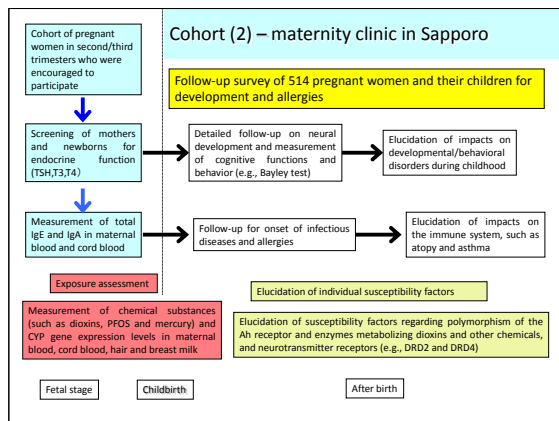 Cohort of pregnant
women in second/third
trimesters who were
encouraged to
participate
Cohort (2) – maternity clinic in Sapporo
Follow-up survey of 514 pregnant women and their children for
development and allergies
Screening of mothers
and newborns for
endocrine function
(TSH,T3,T4)
Detailed follow-up on neural
development and measurement
of cognitive functions and
behavior (e.g., Bayley test)
Elucidation of impacts on
developmental/behavioral
disorders during childhood
Measurement of total
IgE and IgA in maternal
blood and cord blood
Follow-up for onset of infectious
diseases and allergies
Elucidation of impacts on
the immune system, such
as atopy and asthma
Exposure assessment
Elucidation of individual susceptibility factors
Measurement of chemical substances
(such as dioxins, PFOS and mercury) and
CYP gene expression levels in maternal
blood, cord blood, hair and breast milk
Elucidation of susceptibility factors regarding polymorphism of the
Ah receptor and enzymes metabolizing dioxins and other chemicals,
and neurotransmitter receptors (e.g., DRD2 and DRD4)
Fetal stage
Childbirth
After birth